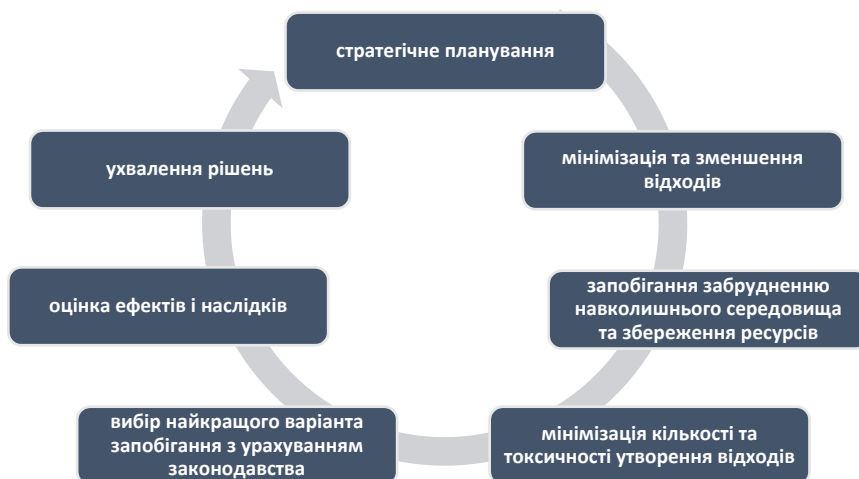 стратегічне планування
мінімізація та зменшення
відходів
запобігання забрудненню
навколишнього середовища
та збереження ресурсів
мінімізація кількості та
токсичності утворення відходів
вибір найкращого варіанта
запобігання з урахуванням
законодавства
оцінка ефектів і наслідків
ухвалення рішень